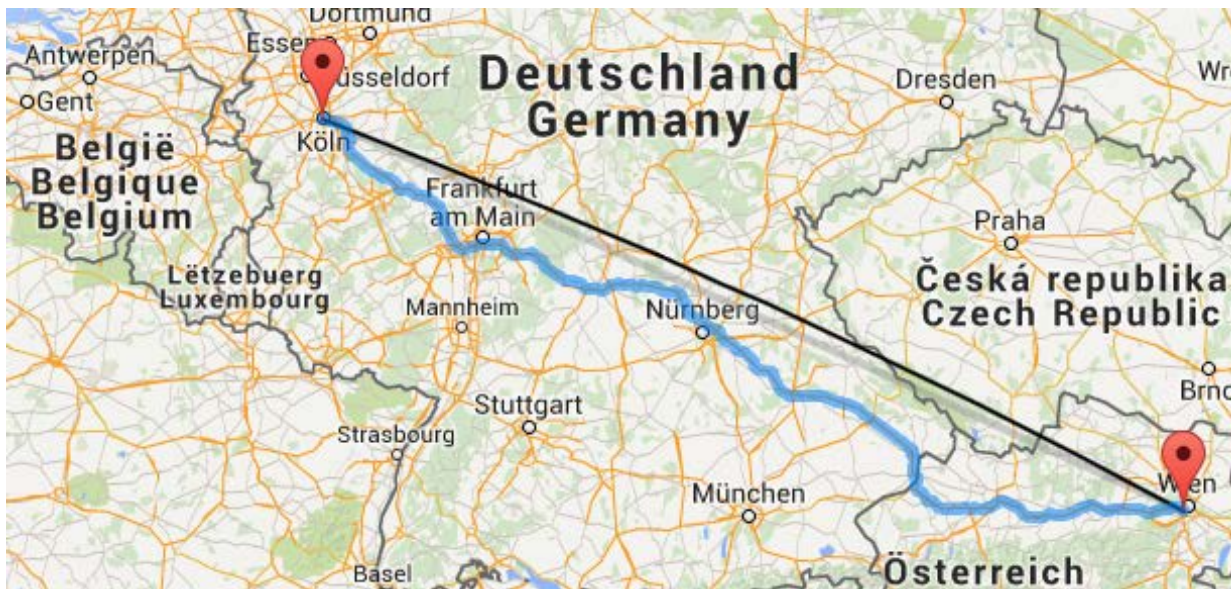 Dortmund
Essen
Düsseldorf
Antwerpen
Gent
Köln
Deutschland
Germany
Dresden
Wr
België
Belgique
Belgium
Frankfurt
am Main
Praha
Lëtzebuerg
Luxembourg
Česká republika
Czech Republic
Mannheim
Nürnberg
Brno
Stuttgart
Strasbourg
München
Wien
Basel
Österreich